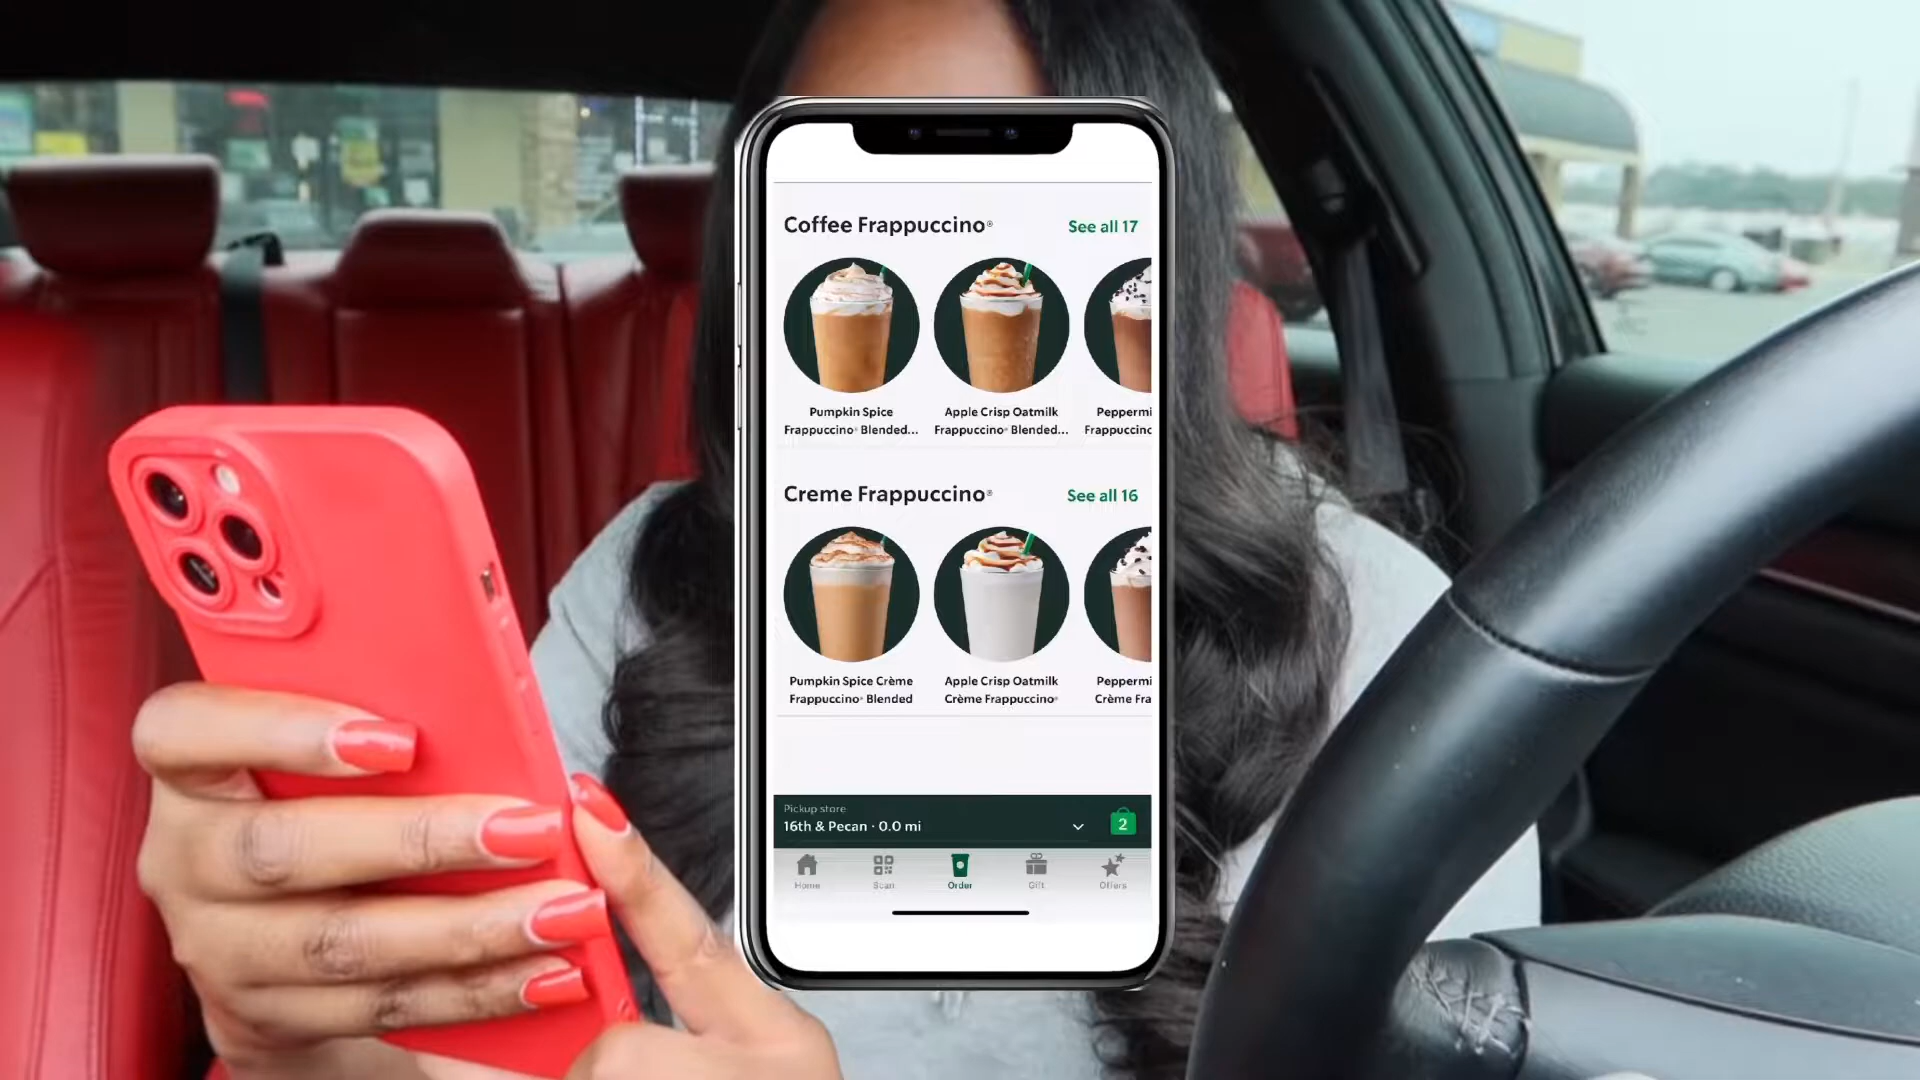 Coffee Frappuccino®
See all 17
Pumpkin Spice
Frappuccino® Blended...
Apple Crisp Oatmilk
Frappuccino® Blended...
Peppermi
Frappuccino
Creme Frappuccino®
See all 16
Pumpkin Spice Crème
Frappuccino® Blended
Apple Crisp Oatmilk
Crème Frappuccino®
Peppermi
Crème Fra
Pickup store
16th & Pecan · 0.0 mi
2
Home
Scan
Order
Gift
Offers